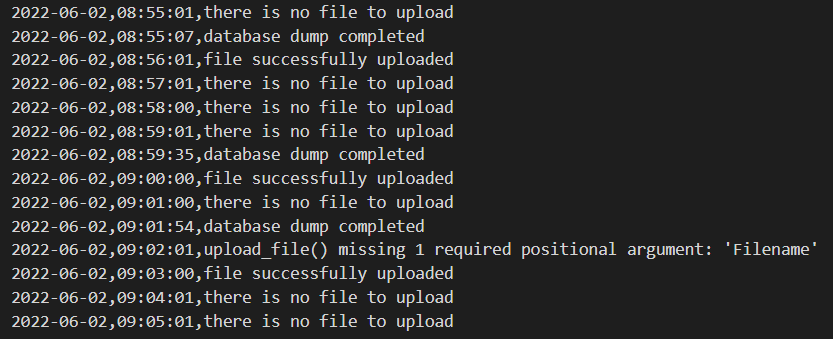 2022-06-02,08:55:01,there is no file to upload
2022-06-02,08:55:07,database dump completed
2022-06-02,08:56:01,file successfully uploaded
2022-06-02,08:57:01,there is no file to upload
2022-06-02,08:58:00,there is no file to upload
2022-06-02,08:59:01,there is no file to upload
2022-06-02,08:59:35,database dump completed
2022-06-02,09:00:00,file successfully uploaded
2022-06-02,09:01:00,there is no file to upload
2022-06-02,09:01:54,database dump completed
2022-06-02,09:02:01,upload_file() missing 1 required positional argument: 'Filename'
2022-06-02,09:03:00,file successfully uploaded
2022-06-02,09:04:01,there is no file to upload
2022-06-02,09:05:01,there is no file to upload